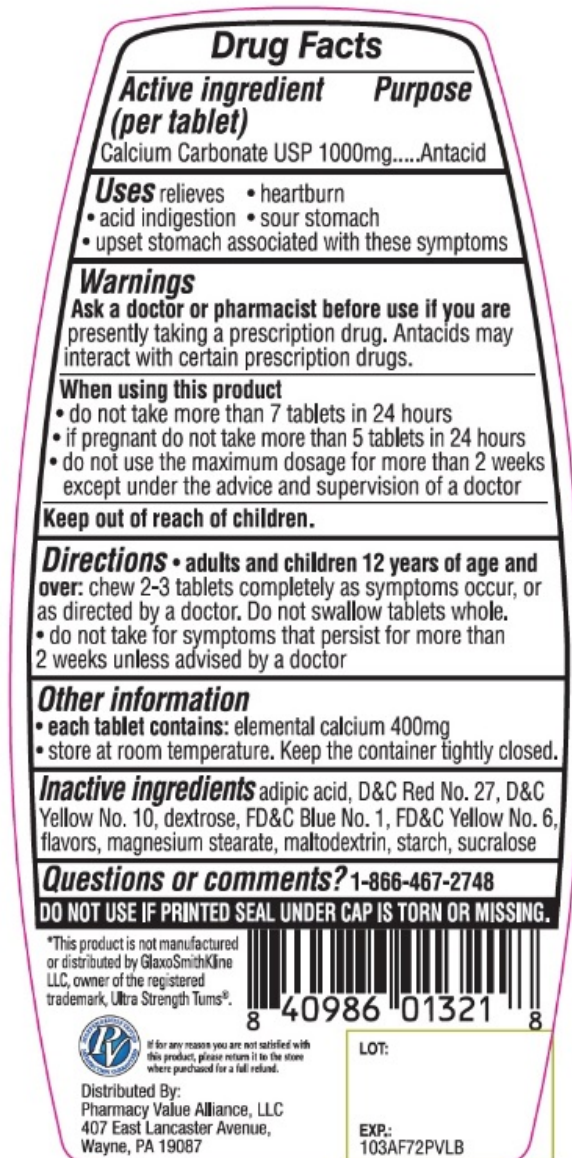 Drug Facts
Active ingredient Purpose
(per tablet)
Calcium Carbonate USP 1000mg.....Antacid
Uses relieves • heartburn
• acid indigestion • sour stomach
• upset stomach associated with these symptoms
Warnings
Ask a doctor or pharmacist before use if you are
presently taking a prescription drug. Antacids may
interact with certain prescription drugs.
When using this product
• do not take more than 7 tablets in 24 hours
• if pregnant do not take more than 5 tablets in 24 hours
• do not use the maximum dosage for more than 2 weeks
except under the advice and supervision of a doctor
Keep out of reach of children.
Directions • adults and children 12 years of age and
over: chew 2-3 tablets completely as symptoms occur, or
as directed by a doctor. Do not swallow tablets whole.
• do not take for symptoms that persist for more than
2 weeks unless advised by a doctor
Other information
• each tablet contains: elemental calcium 400mg
• store at room temperature. Keep the container tightly closed.
Inactive ingredients adipic acid, D&C Red No. 27, D&C
Yellow No. 10, dextrose, FD&C Blue No. 1, FD&C Yellow No. 6,
flavors, magnesium stearate, maltodextrin, starch, sucralose
Questions or comments? 1-866-467-2748
DO NOT USE IF PRINTED SEAL UNDER CAP IS TORN OR MISSING.
*This product is not manufactured
or distributed by GlaxoSmithKline
LLC, owner of the registered
trademark, Ultra Strength Tums®.
8 40986 01321 8
PV
If for any reason you are not satisfied with
this product, please return it to the store
where purchased for a full refund.
Distributed By:
Pharmacy Value Alliance, LLC
407 East Lancaster Avenue,
Wayne, PA 19087
LOT:
EXP.:
103AF72PVLB